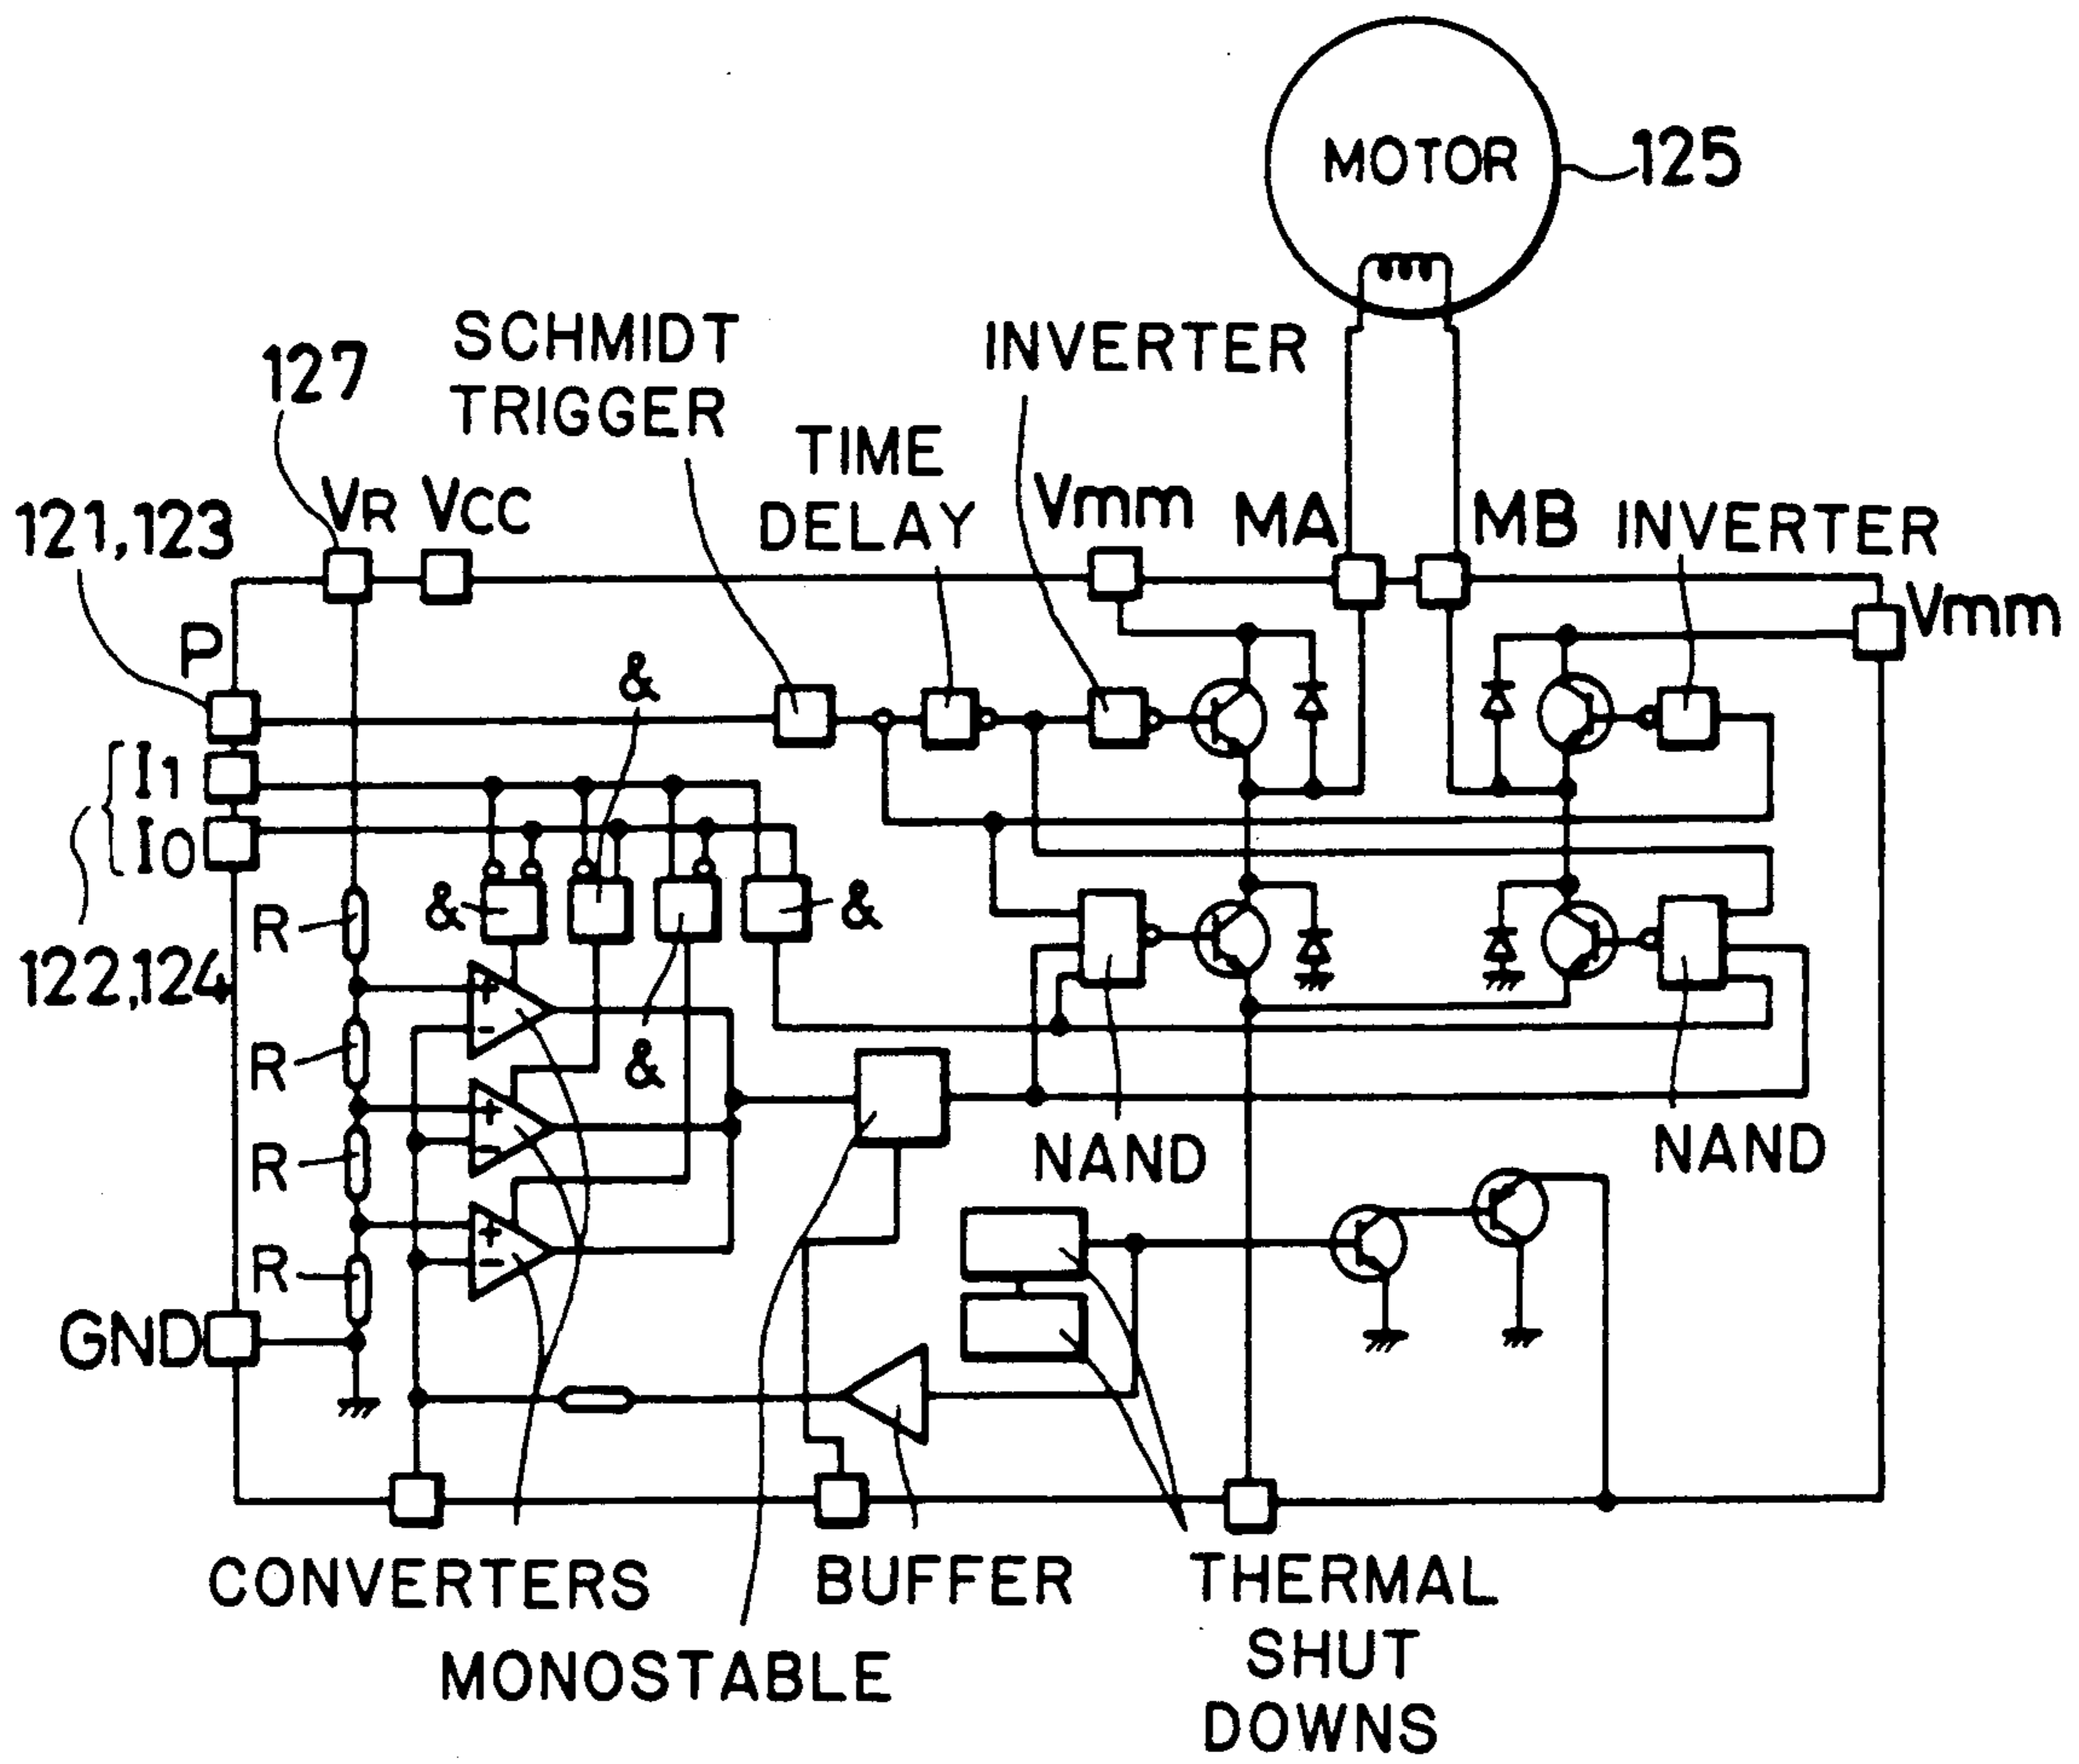 MOTOR
125
SCHMIDT
TRIGGER
INVERTER
127
TIME
DELAY
VR
VCC
Vmm
MA
MB
INVERTER
121,123
Vmm
P
&
I1
I0
&
&
R
122,124
+
-
R
&
+
-
R
NAND
NAND
+
-
R
GND
CONVERTERS
BUFFER
THERMAL
SHUT
DOWNS
MONOSTABLE